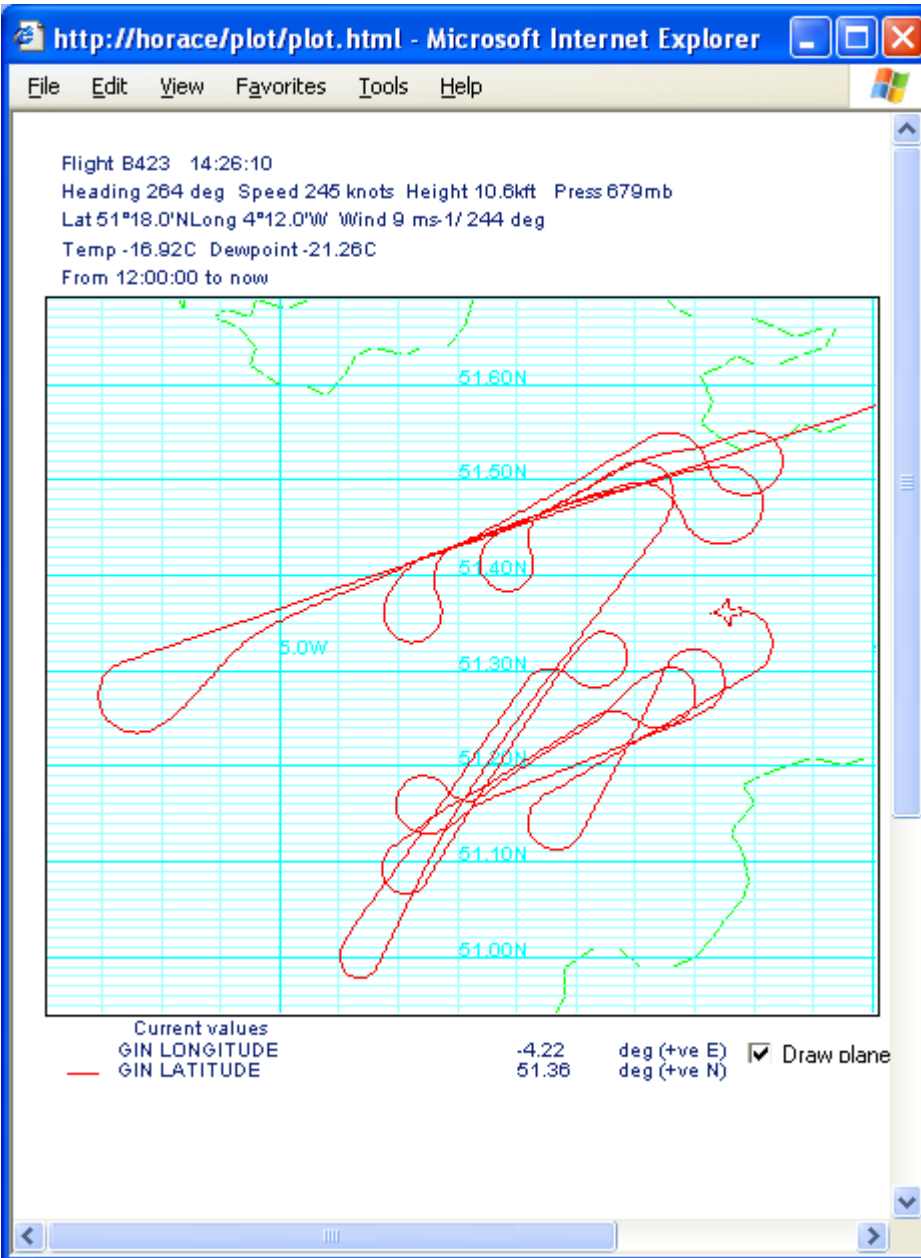 http://horace/plot/plot.html - Microsoft Internet Explorer
File Edit View Favorites Tools Help
Flight B423 14:26:10
Heading 264 deg Speed 245 knots Height 10.6kft Press 679mb
Lat 51°18.0'NLong 4°12.0'W Wind 9 ms-1/ 244 deg
Temp -16.92C Dewpoint -21.26C
From 12:00:00 to now
51.60N
51.50N
51.40N
5.0W
51.30N
51.20N
51.10N
51.00N
Current values
GIN LONGITUDE -4.22 deg (+ve E)
GIN LATITUDE 51.36 deg (+ve N)
Draw plane